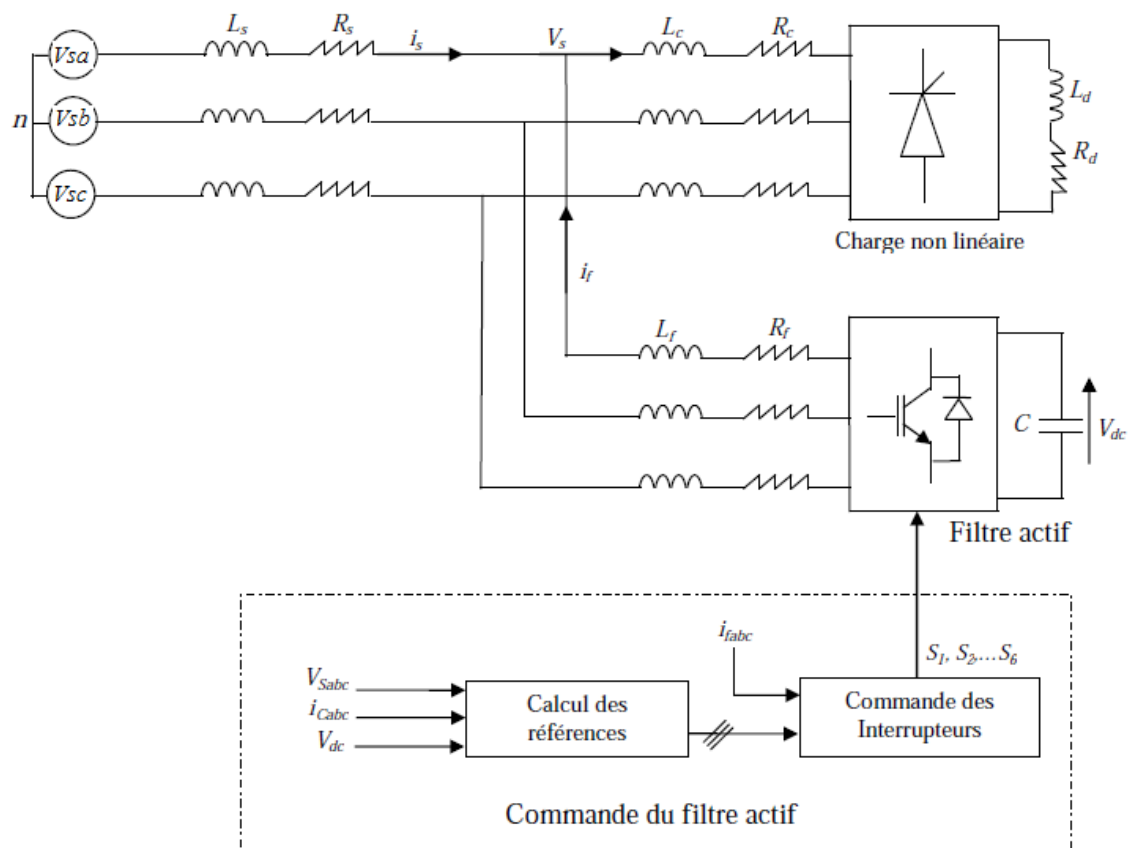 Ls Rs is Vs Lc Rc
Vsa
n Vsb
Vsc
Ld
Rd
Charge non linéaire
if
Lf Rf
C Vdc
Filtre actif
ifabc
S1, S2,...S6
VSabc
iCabc
Vdc
Calcul des
références
Commande des
Interrupteurs
Commande du filtre actif